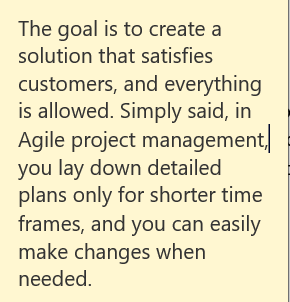 The goal is to create a
solution that satisfies
customers, and everything
is allowed. Simply said, in
Agile project management,
you lay down detailed
plans only for shorter time
frames, and you can easily
make changes when
needed.